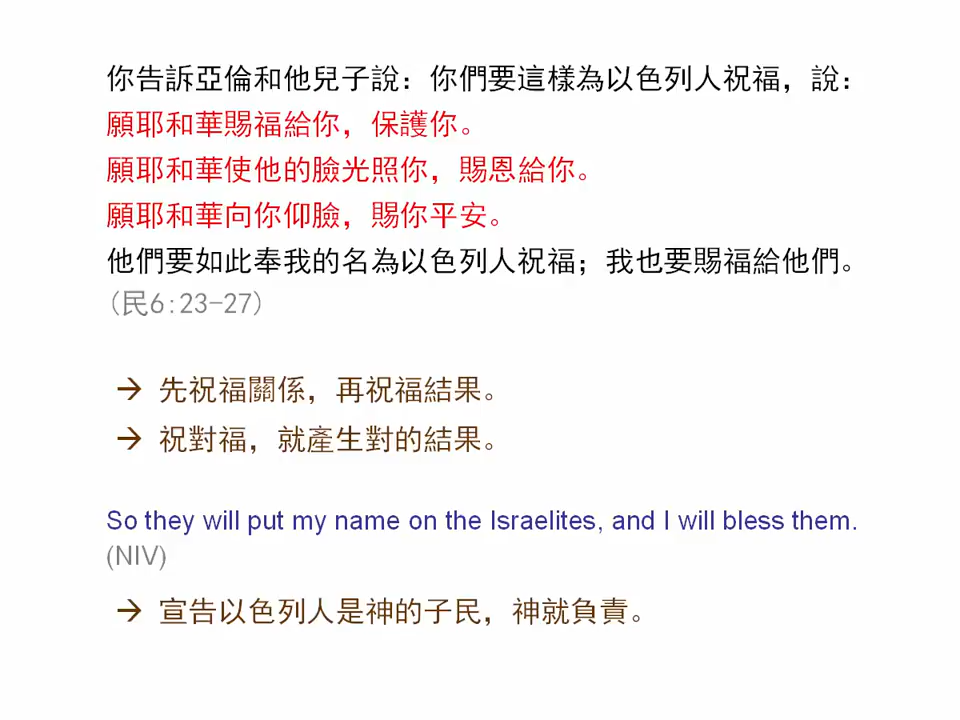 你告訴亞倫和他兒子說：你們要這樣為以色列人祝福，說：
願耶和華賜福給你，保護你。
願耶和華使他的臉光照你，賜恩給你。
願耶和華向你仰臉，賜你平安。
他們要如此奉我的名為以色列人祝福；我也要賜福給他們。
(民6:23-27)
→ 先祝福關係，再祝福結果。
→ 祝對福，就產生對的結果。
So they will put my name on the Israelites, and I will bless them.
(NIV)
→ 宣告以色列人是神的子民，神就負責。